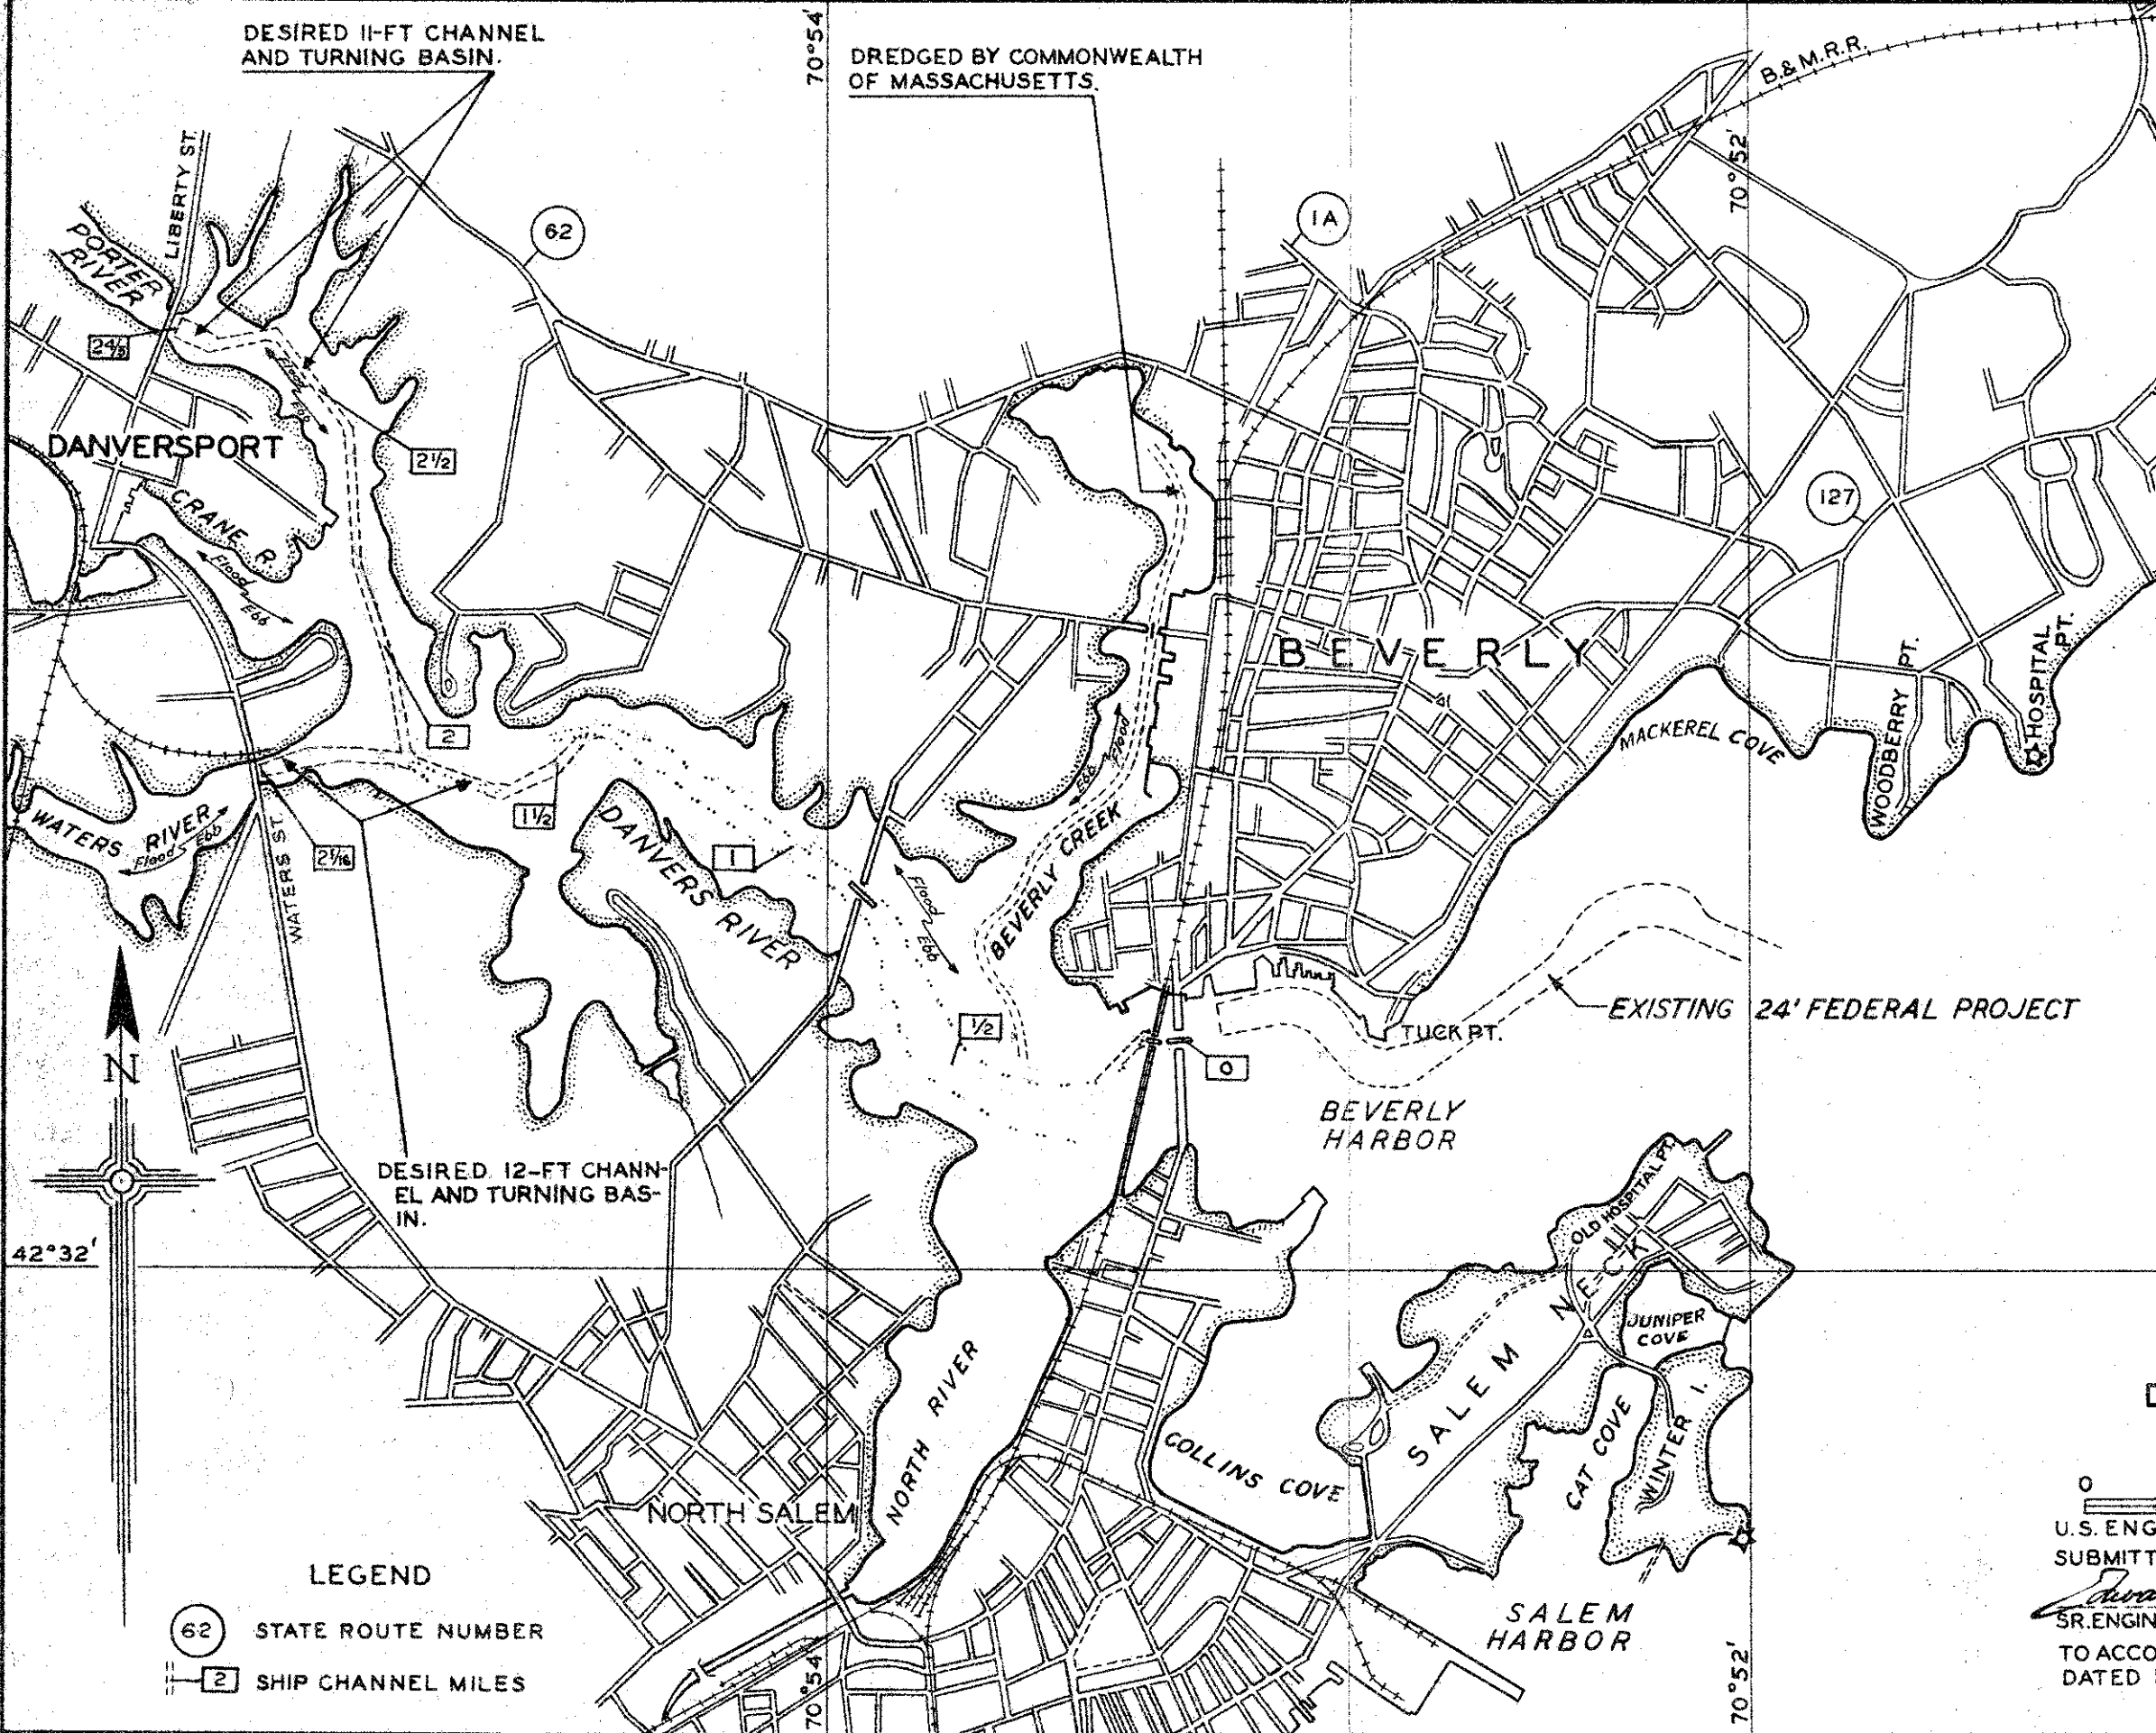 DESIRED 11-FT CHANNEL
AND TURNING BASIN.
70°54'
DREDGED BY COMMONWEALTH
OF MASSACHUSETTS.
B.&M.R.R.
70°52'
LIBERTY ST.
PORTER
RIVER
62
1A
Flood
Ebb
DANVERSPORT
2½
CRANE R.
127
Flood
Ebb
BEVERLY
HOSPITAL
PT.
WOODBERRY PT.
MACKEREL COVE
2
Ebb
Flood
WATERS RIVER
Flood Ebb
1½
2 1/16
WATERS ST.
DANVERS RIVER
1
Flood
Ebb
BEVERLY CREEK
EXISTING 24' FEDERAL PROJECT
½
TUCK PT.
0
N
BEVERLY
HARBOR
DESIRED 12-FT CHANN-
EL AND TURNING BAS-
IN.
OLD HOSPITAL PT.
42°32'
SALEM NECK
JUNIPER
COVE
NORTH RIVER
COLLINS COVE
CAT COVE
WINTER I.
NORTH SALEM
SALEM
HARBOR
LEGEND
62 STATE ROUTE NUMBER
2 SHIP CHANNEL MILES
70°54'
70°52'
0
U.S. ENG
SUBMITT
SR.ENGIN
TO ACCO
DATED